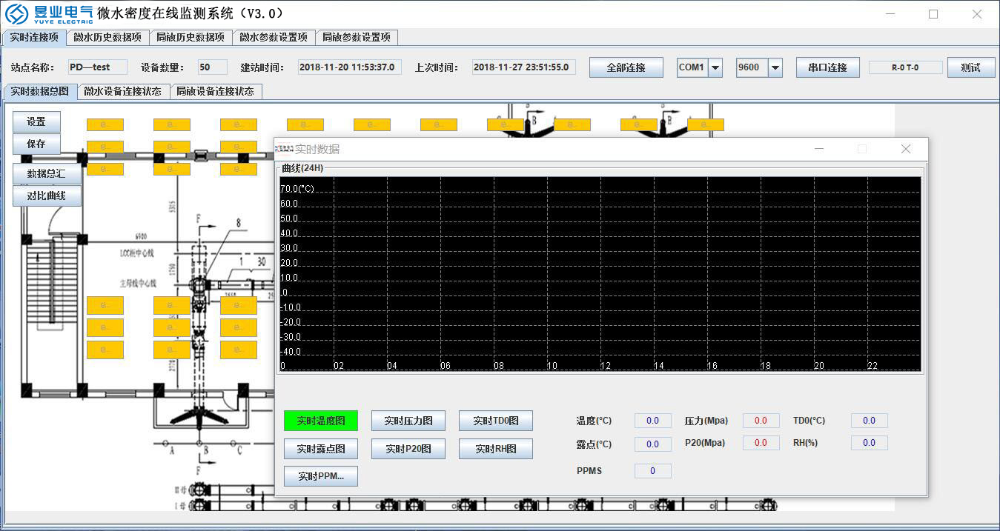 昱业电气 微水密度在线监测系统（V3.0）
YUYE ELECTRIC
实时连接项 微水历史数据项 局放历史数据项 微水参数设置项 局放参数设置项
站点名称： PD—test 设备数量： 50 建站时间： 2018-11-20 11:53:37.0 上次时间： 2018-11-27 23:51:55.0 全部连接 COM1 9600 串口连接 R-0 T-0 测试
实时数据总图 微水设备连接状态 局放设备连接状态
设置
保存
数据总汇
对比曲线
B
B
A
5315
F
8
6900
LCC柜中心线
1750
1 30
主母线中心线
2770
A B C
F
II母
I母
实时数据
曲线(24H)
70.0(°C)
60.0
50.0
40.0
30.0
20.0
10.0
.0
-10.0
-20.0
-30.0
-40.0
0 02 04 06 08 10 12 14 16 18 20 22
实时温度图 实时压力图 实时TD0图 温度(°C) 0.0 压力(Mpa) 0.0 TD0(°C) 0.0
实时露点图 实时P20图 实时RH图 露点(°C) 0.0 P20(Mpa) 0.0 RH(%) 0.0
实时PPM... PPMS 0